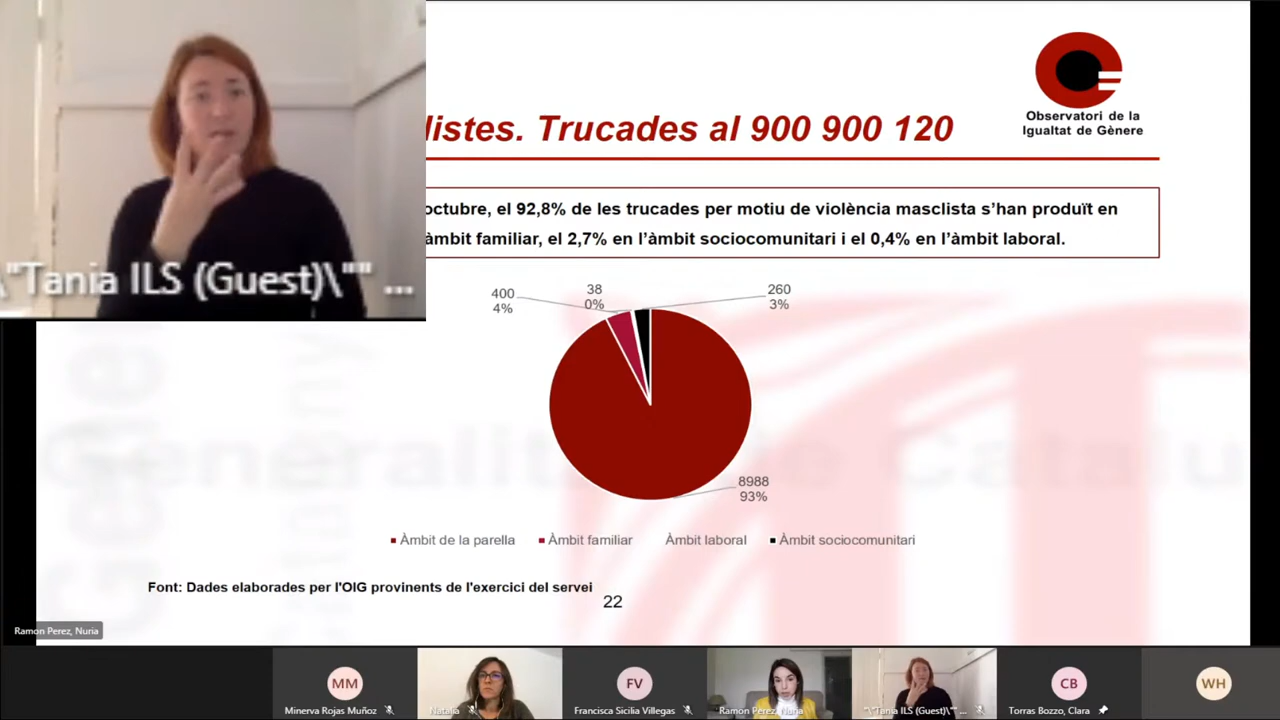 \"Tania ILS (Guest)\"" ...
listes. Trucades al 900 900 120
Observatori de la
Igualtat de Gènere
octubre, el 92,8% de les trucades per motiu de violència masclista s'han produït en
àmbit familiar, el 2,7% en l'àmbit sociocomunitari i el 0,4% en l'àmbit laboral.
400
4%
38
0%
260
3%
8988
93%
Àmbit de la parella Àmbit familiar Àmbit laboral Àmbit sociocomunitari
Font: Dades elaborades per l'OIG provinents de l'exercici del servei
22
Ramon Perez, Nuria
MM
Minerva Rojas Muñoz
Natalia
FV
Francisca Sicilia Villegas
Ramon Perez, Nuria
\"Tania ILS (Guest)\"" ...
CB
Torras Bozzo, Clara
WH